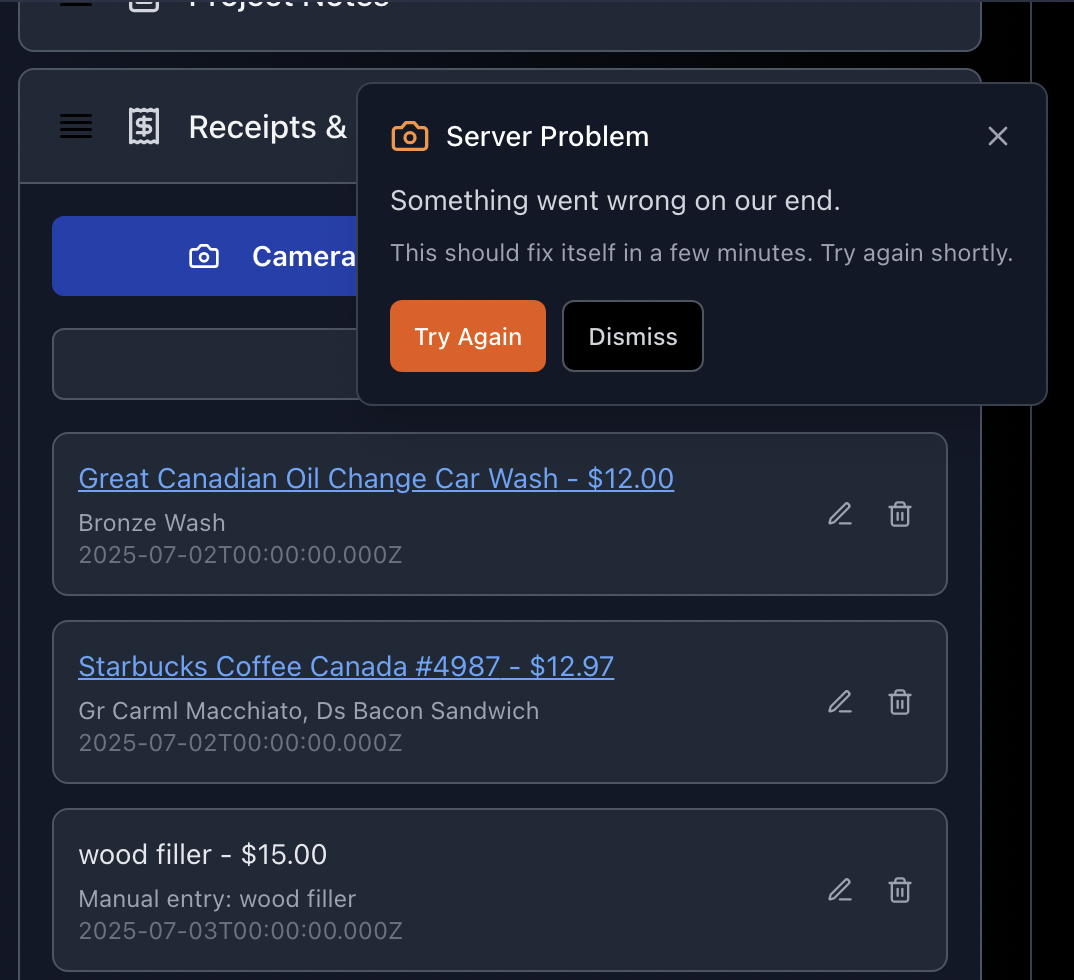 Project Notes
Receipts &
Server Problem
Something went wrong on our end.
This should fix itself in a few minutes. Try again shortly.
Try Again
Dismiss
Camera
Great Canadian Oil Change Car Wash - $12.00
Bronze Wash
2025-07-02T00:00:00.000Z
Starbucks Coffee Canada #4987 - $12.97
Gr Carml Macchiato, Ds Bacon Sandwich
2025-07-02T00:00:00.000Z
wood filler - $15.00
Manual entry: wood filler
2025-07-03T00:00:00.000Z